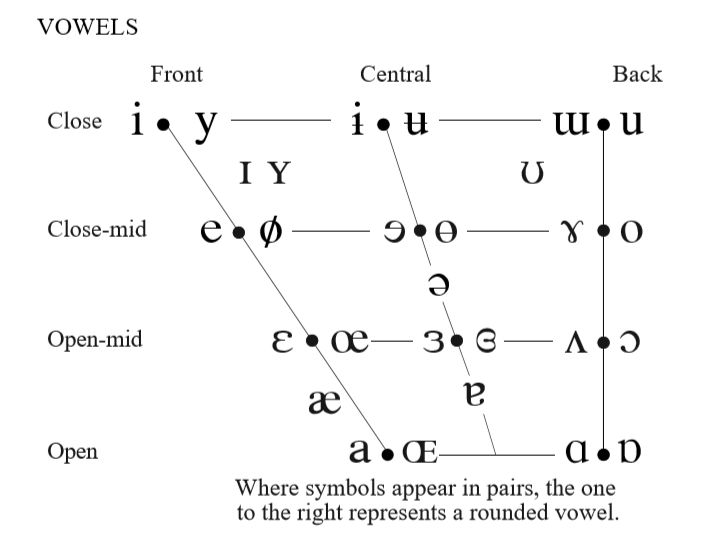 VOWELS
Front Central Back
Close i y ɨ ʉ ɯ u
ɪ ʏ ʊ
Close-mid e ø ɘ ɵ ɤ o
ə
Open-mid ɛ œ ɜ ɞ ʌ ɔ
æ ɐ
Open a ɶ ɑ ɒ
Where symbols appear in pairs, the one
to the right represents a rounded vowel.